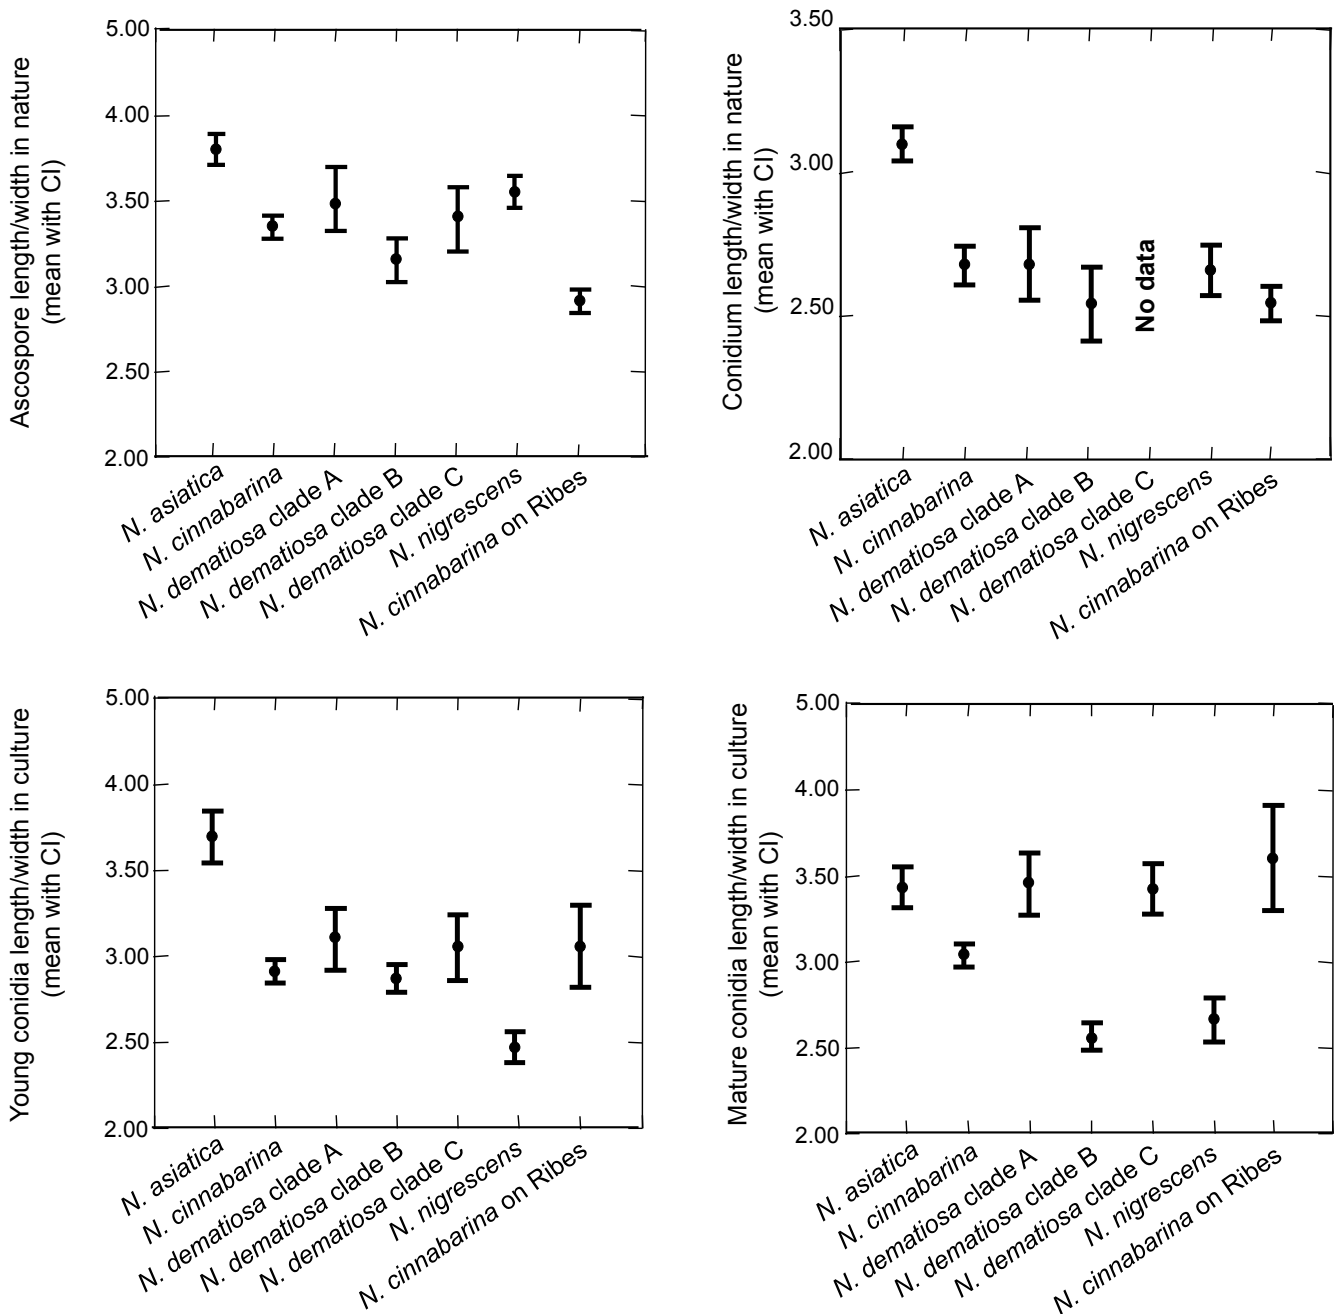 Ascospore length/width in nature
(mean with CI)
5.00
4.00
3.50
3.00
2.50
2.00
N. asiatica
N. cinnabarina
N. dematiosa clade A
N. dematiosa clade B
N. dematiosa clade C
N. nigrescens
N. cinnabarina on Ribes
Conidium length/width in nature
(mean with CI)
3.50
3.00
2.50
2.00
No data
N. asiatica
N. cinnabarina
N. dematiosa clade A
N. dematiosa clade B
N. dematiosa clade C
N. nigrescens
N. cinnabarina on Ribes
Young conidia length/width in culture
(mean with CI)
5.00
4.00
3.50
3.00
2.50
2.00
N. asiatica
N. cinnabarina
N. dematiosa clade A
N. dematiosa clade B
N. dematiosa clade C
N. nigrescens
N. cinnabarina on Ribes
Mature conidia length/width in culture
(mean with CI)
5.00
4.00
3.50
3.00
2.50
2.00
N. asiatica
N. cinnabarina
N. dematiosa clade A
N. dematiosa clade B
N. dematiosa clade C
N. nigrescens
N. cinnabarina on Ribes